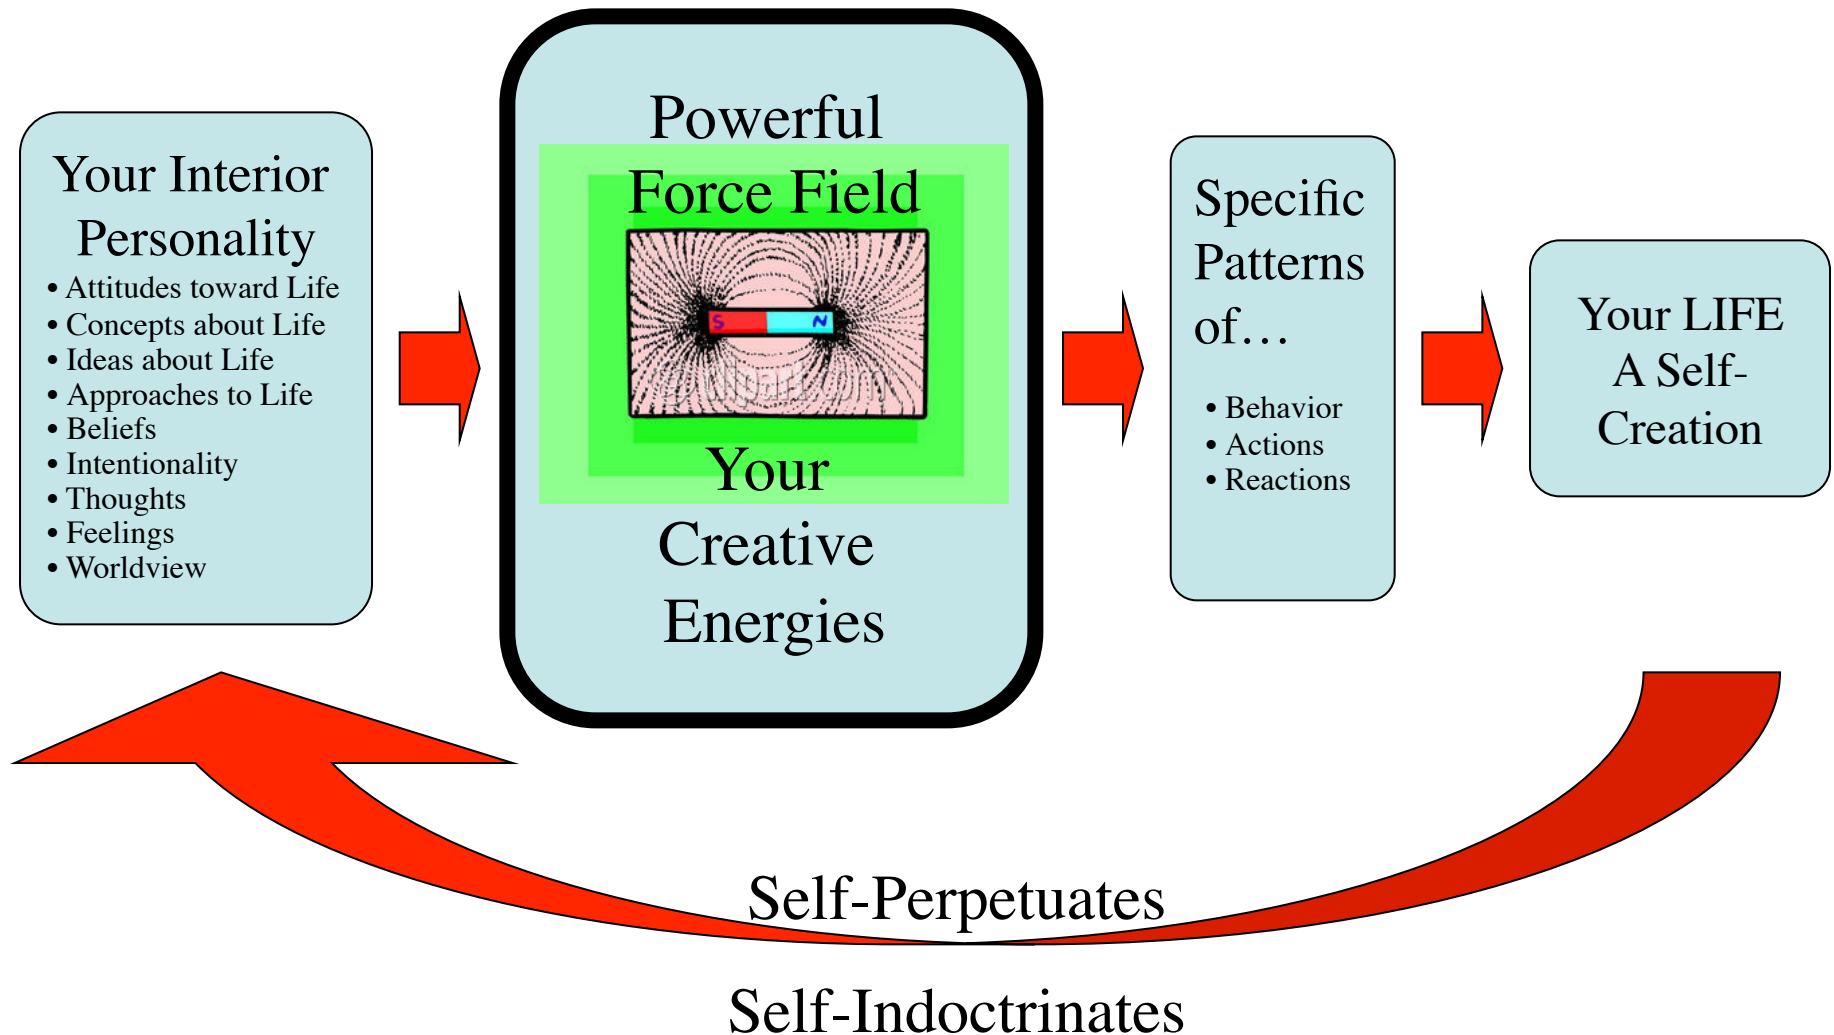 Your Interior
Personality
• Attitudes toward Life
• Concepts about Life
• Ideas about Life
• Approaches to Life
• Beliefs
• Intentionality
• Thoughts
• Feelings
• Worldview
Powerful
Force Field
S N
© clipart.com
Your
Creative
Energies
Specific
Patterns
of…
• Behavior
• Actions
• Reactions
Your LIFE
A Self-
Creation
Self-Perpetuates
Self-Indoctrinates